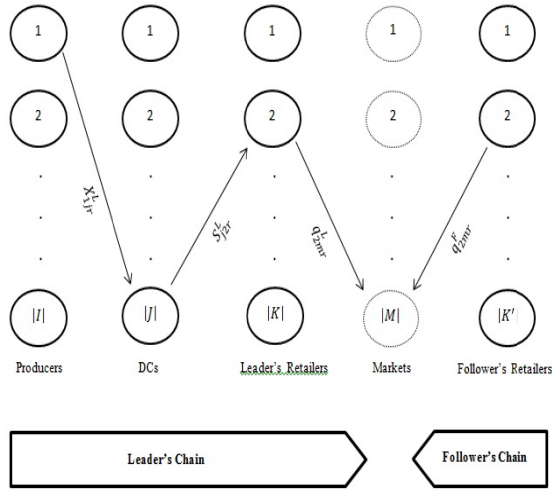 1 1 1 1 1
2 2 2 2 2
X^L_{1jr} S^L_{j2r} q^L_{2mr} q^F_{2mr}
|I| |J| |K| |M| |K'|
Producers DCs Leader's Retailers Markets Follower's Retailers
Leader's Chain Follower's Chain